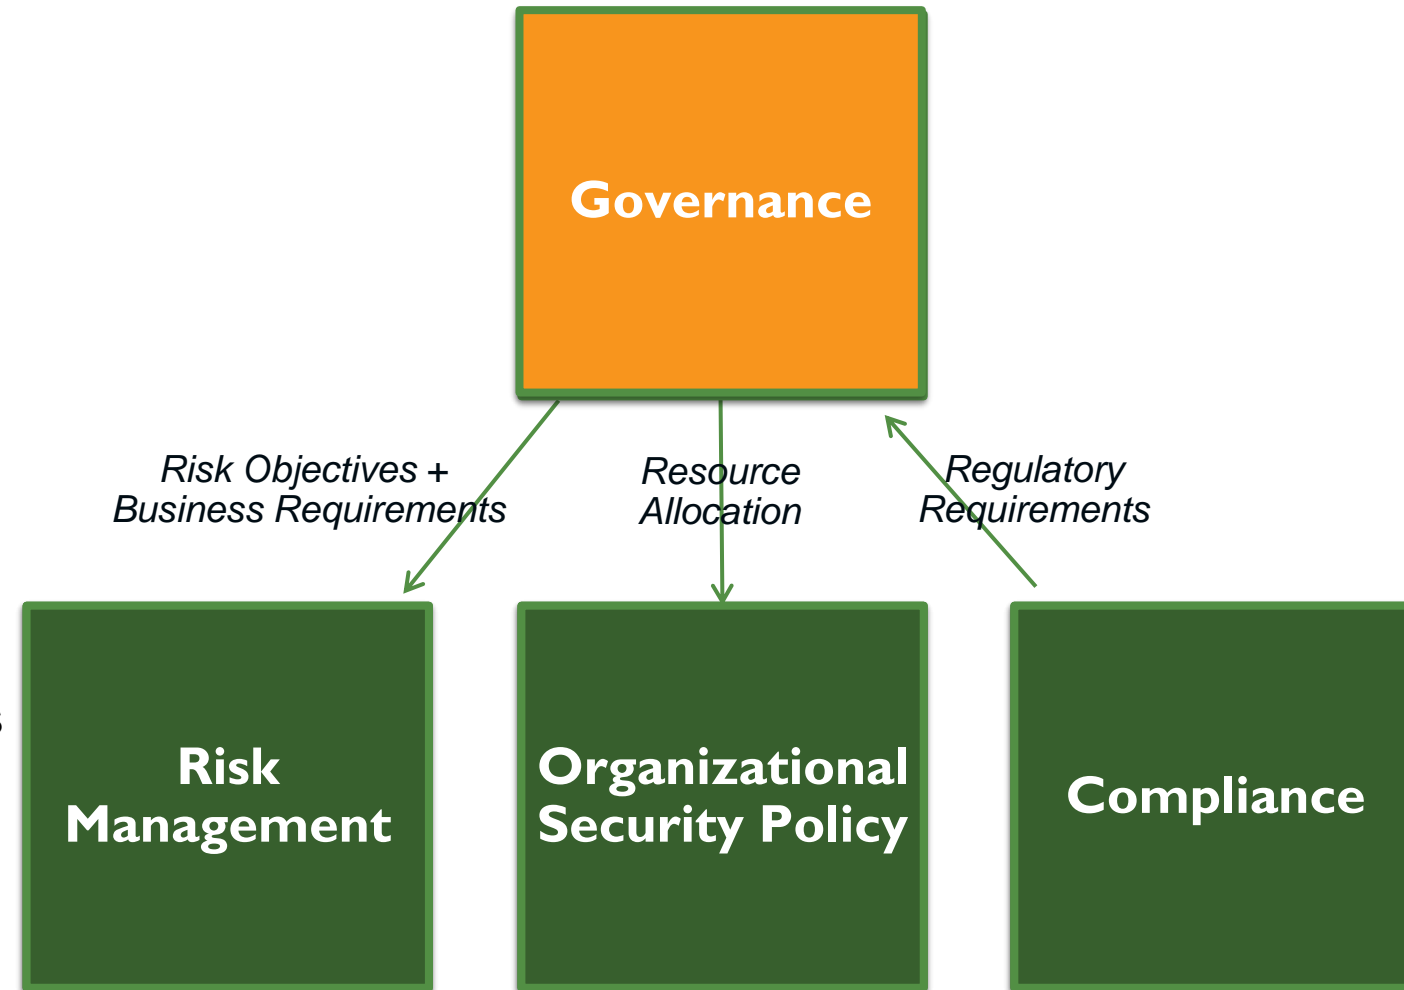 Governance
Risk Objectives +
Business Requirements
Resource
Allocation
Regulatory
Requirements
s
Risk
Management
Organizational
Security Policy
Compliance